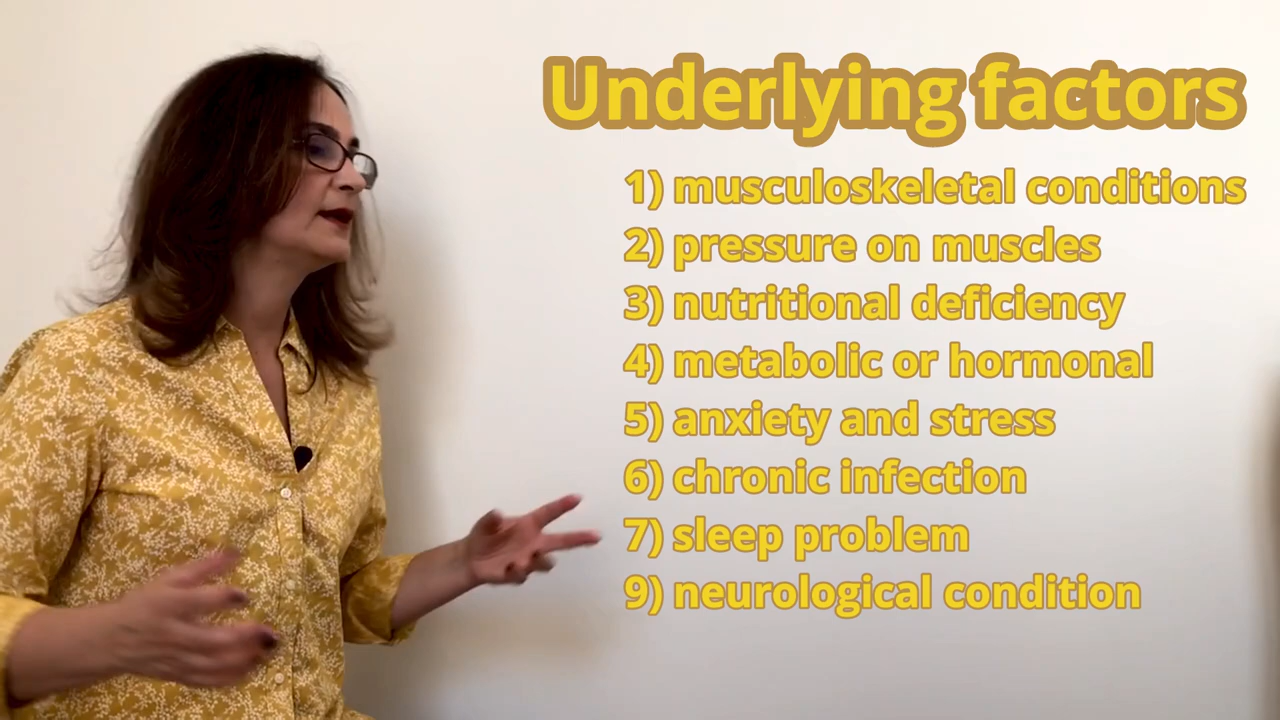 Underlying factors
1) musculoskeletal conditions
2) pressure on muscles
3) nutritional deficiency
4) metabolic or hormonal
5) anxiety and stress
6) chronic infection
7) sleep problem
9) neurological condition